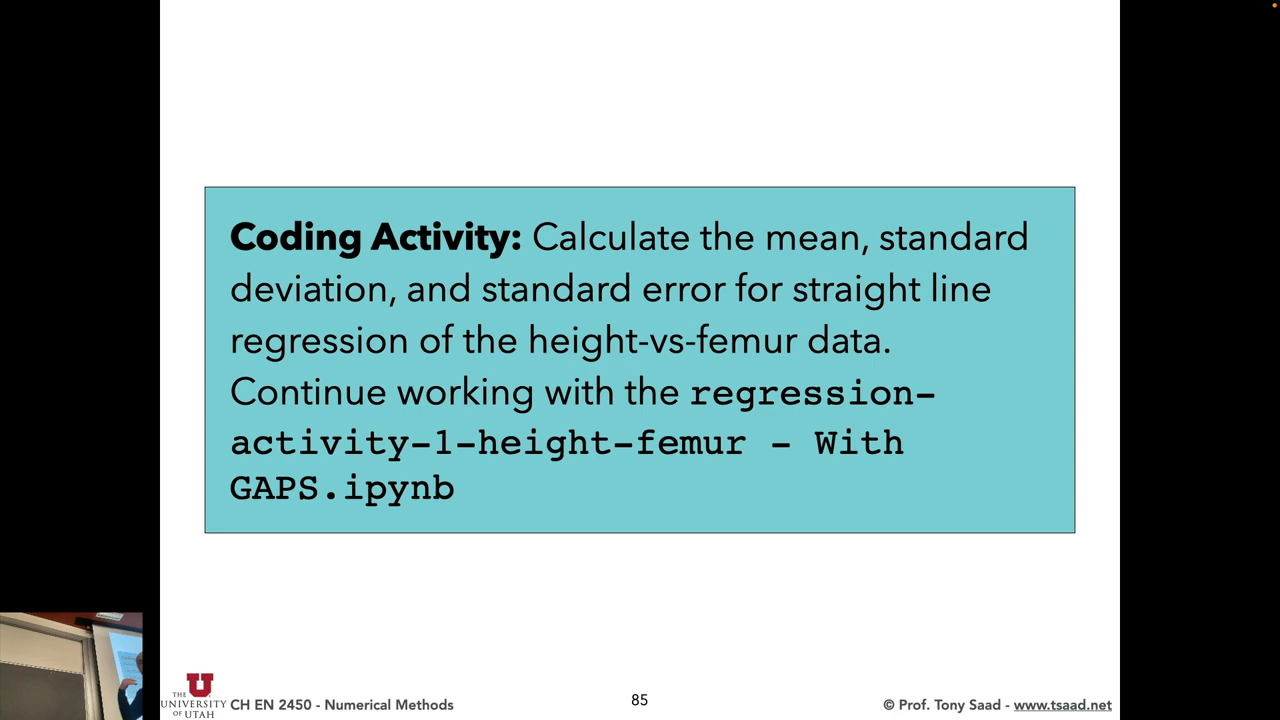 Coding Activity: Calculate the mean, standard
deviation, and standard error for straight line
regression of the height-vs-femur data.
Continue working with the regression-
activity-1-height-femur - With
GAPS.ipynb
THE
UNIVERSITY
OF UTAH
CH EN 2450 - Numerical Methods
85
© Prof. Tony Saad - www.tsaad.net